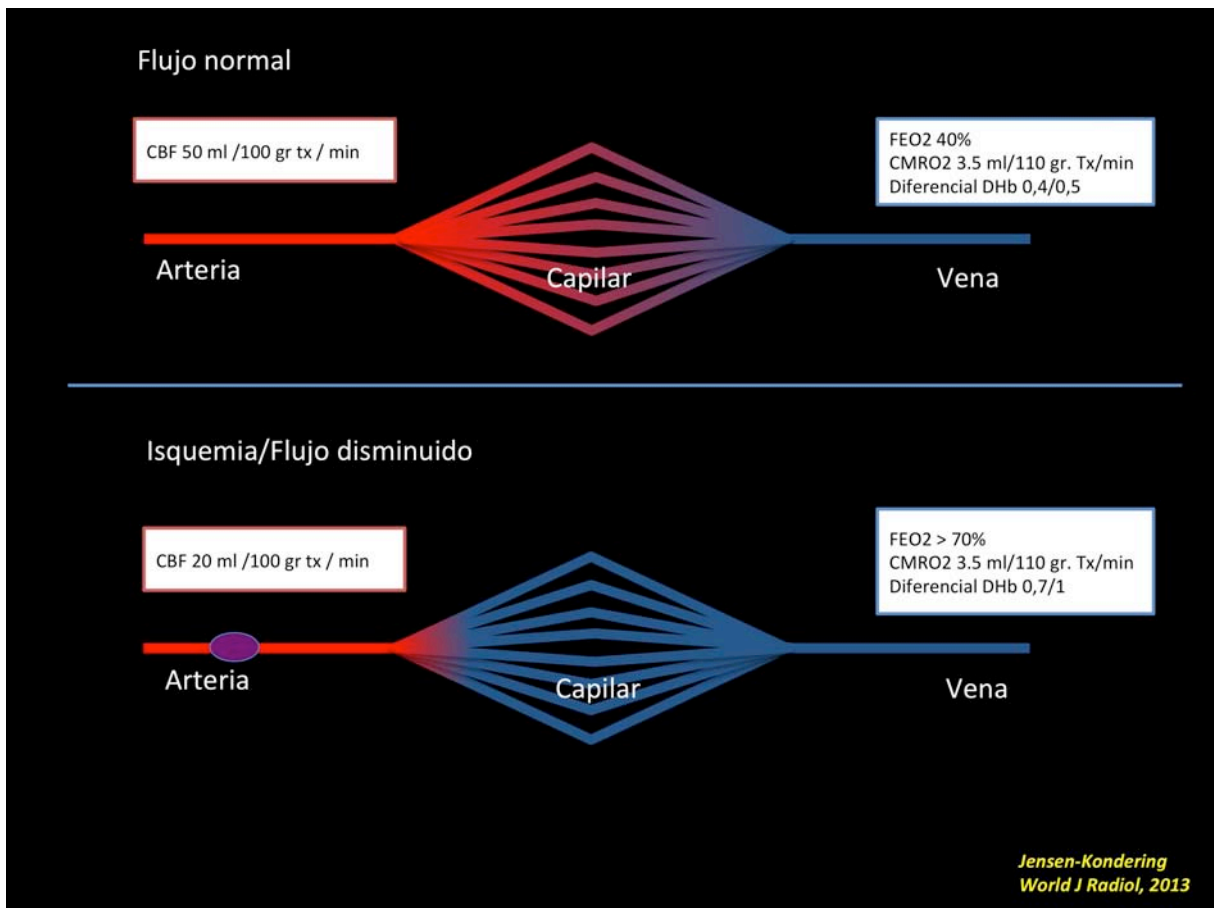 Flujo normal
CBF 50 ml /100 gr tx / min
FEO2 40%
CMRO2 3.5 ml/110 gr. Tx/min
Diferencial DHb 0,4/0,5
Arteria
Capilar
Vena
Isquemia/Flujo disminuido
CBF 20 ml /100 gr tx / min
FEO2 > 70%
CMRO2 3.5 ml/110 gr. Tx/min
Diferencial DHb 0,7/1
Arteria
Capilar
Vena
Jensen-Kondering
World J Radiol, 2013